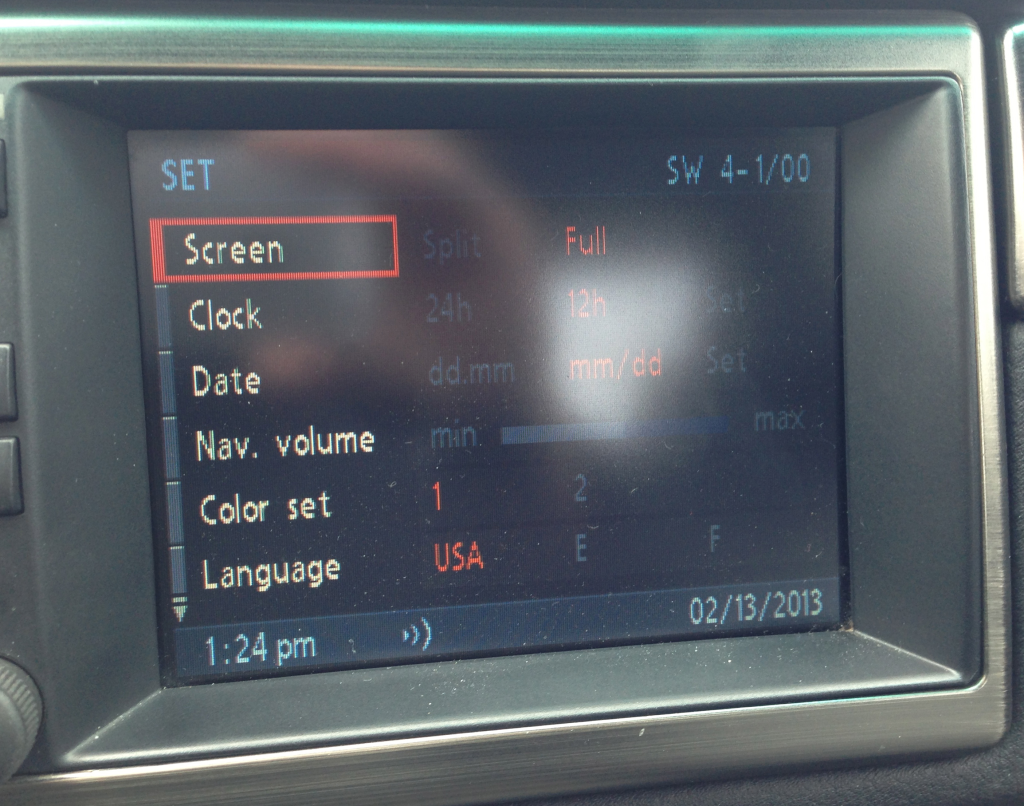 SET SW 4-1/00
Screen Split Full
Clock 24h 12h Set
Date dd.mm mm/dd Set
Nav. volume min max
Color set 1 2
Language USA E F
1:24 pm 02/13/2013